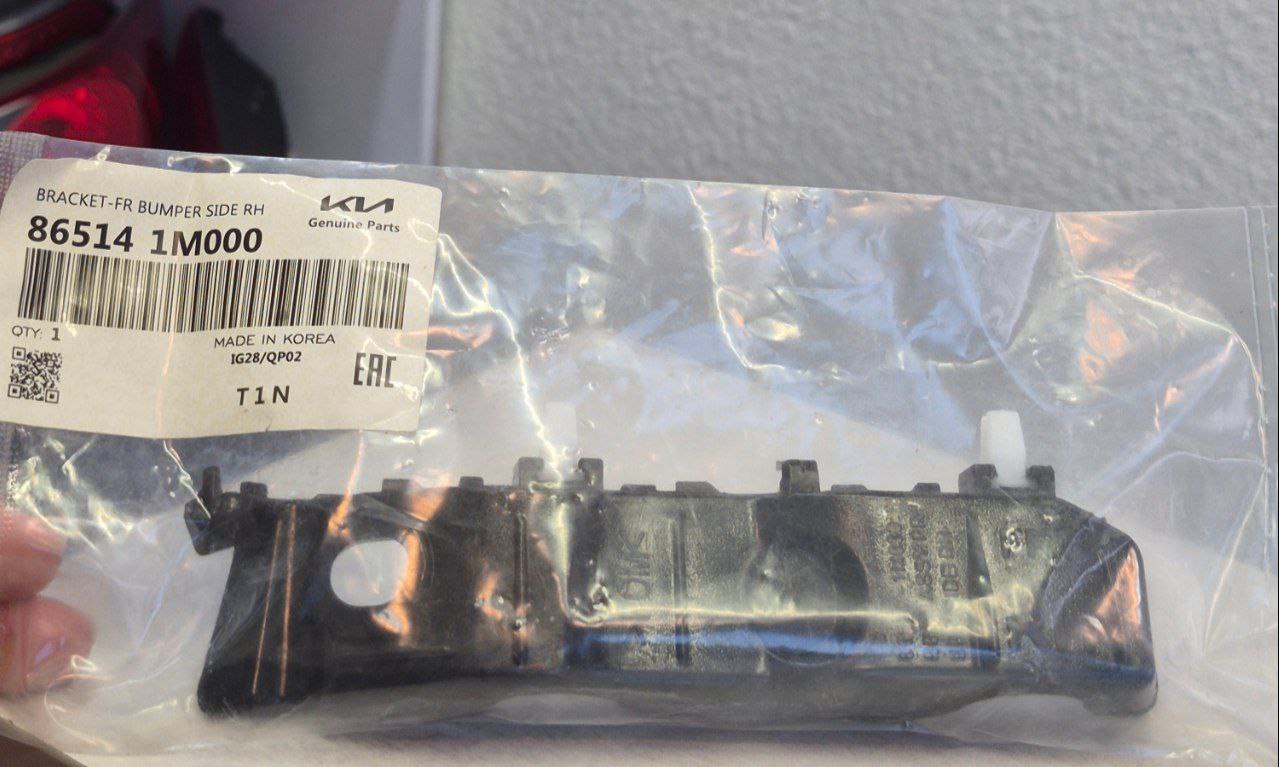 BRACKET-FR BUMPER SIDE RH
KIA
Genuine Parts
86514 1M000
QTY: 1
MADE IN KOREA
IG28/QP02
EAC
T1N